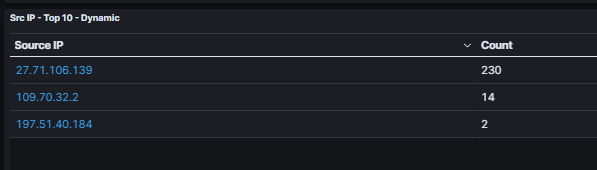 Src IP - Top 10 - Dynamic
Source IP Count
27.71.106.139 230
109.70.32.2 14
197.51.40.184 2